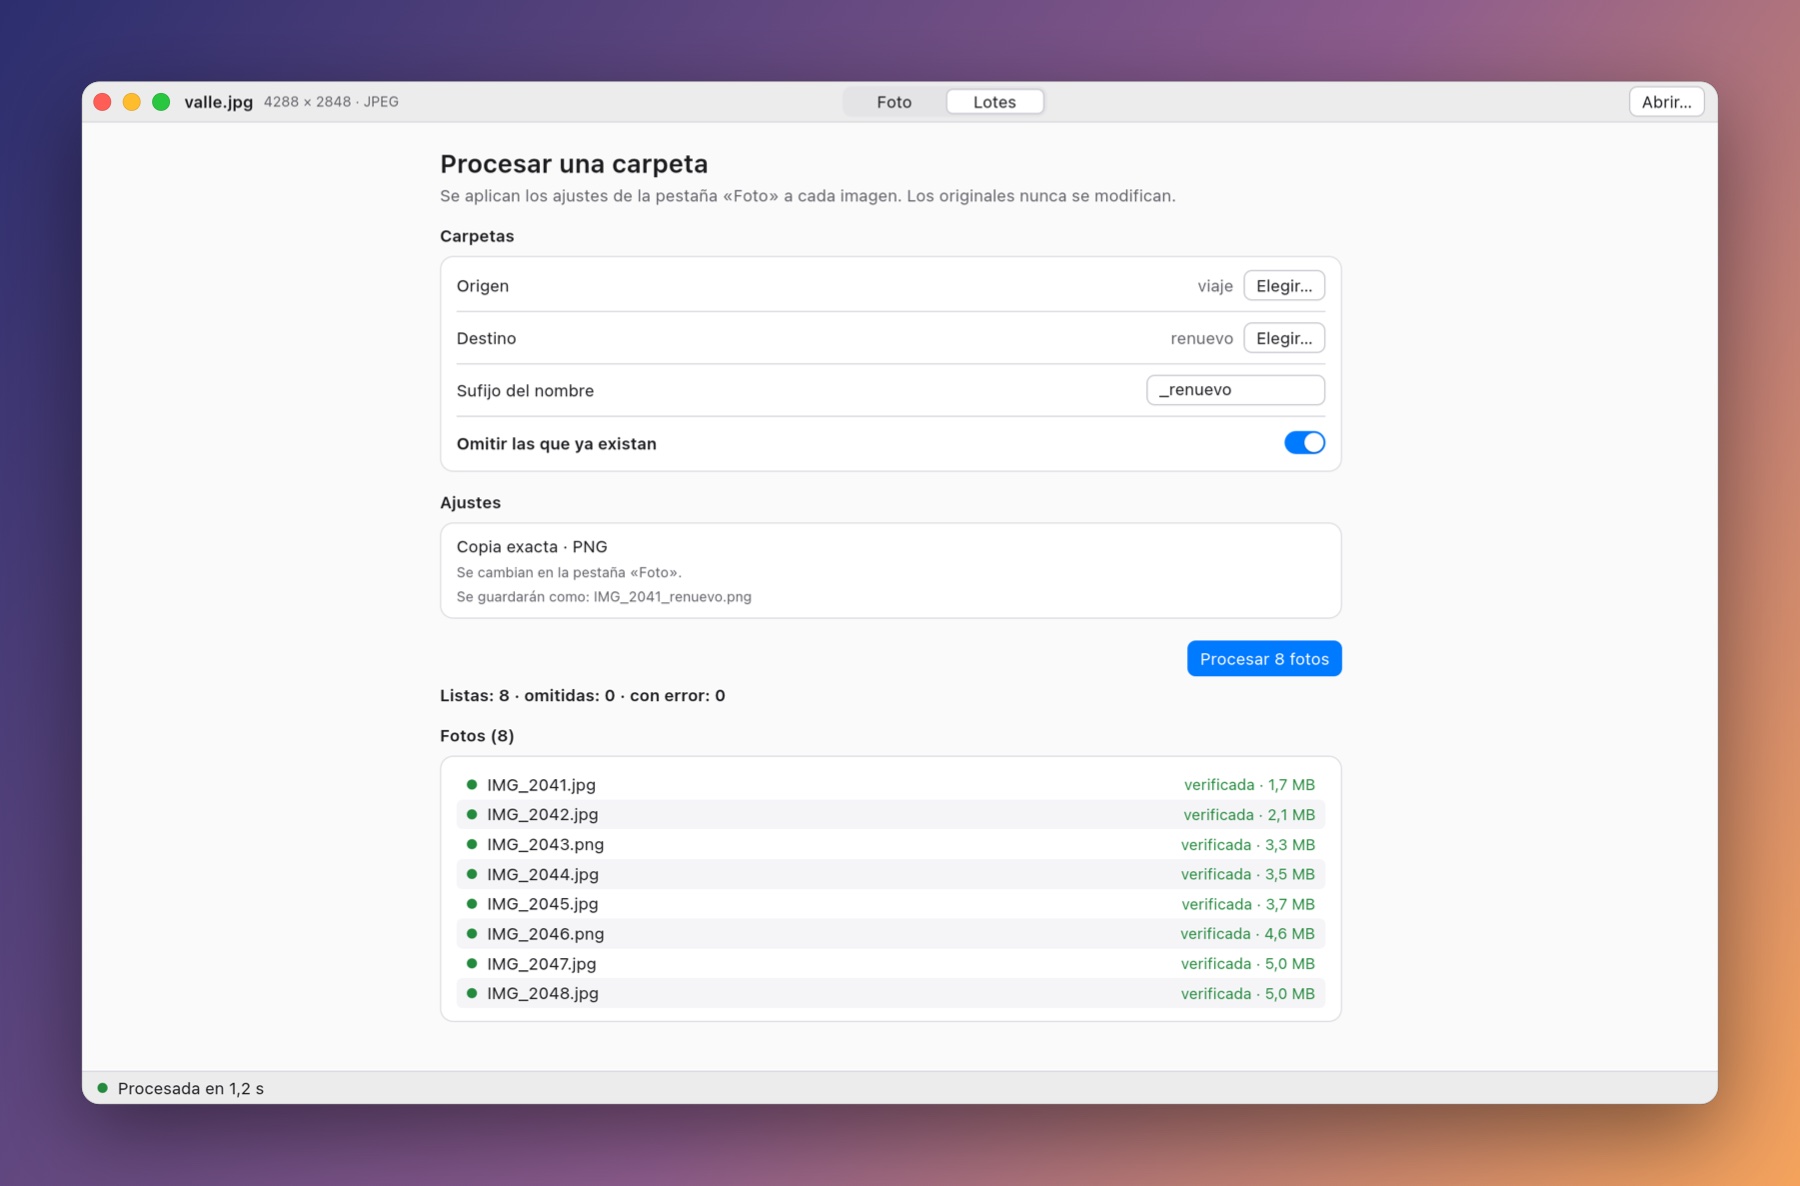 valle.jpg 4288 × 2848 · JPEG Foto Lotes Abrir...
Procesar una carpeta
Se aplican los ajustes de la pestaña «Foto» a cada imagen. Los originales nunca se modifican.
Carpetas
Origen viaje Elegir...
Destino renuevo Elegir...
Sufijo del nombre _renuevo
Omitir las que ya existan
Ajustes
Copia exacta · PNG
Se cambian en la pestaña «Foto».
Se guardarán como: IMG_2041_renuevo.png
Procesar 8 fotos
Listas: 8 · omitidas: 0 · con error: 0
Fotos (8)
IMG_2041.jpg verificada · 1,7 MB
IMG_2042.jpg verificada · 2,1 MB
IMG_2043.png verificada · 3,3 MB
IMG_2044.jpg verificada · 3,5 MB
IMG_2045.jpg verificada · 3,7 MB
IMG_2046.png verificada · 4,6 MB
IMG_2047.jpg verificada · 5,0 MB
IMG_2048.jpg verificada · 5,0 MB
Procesada en 1,2 s